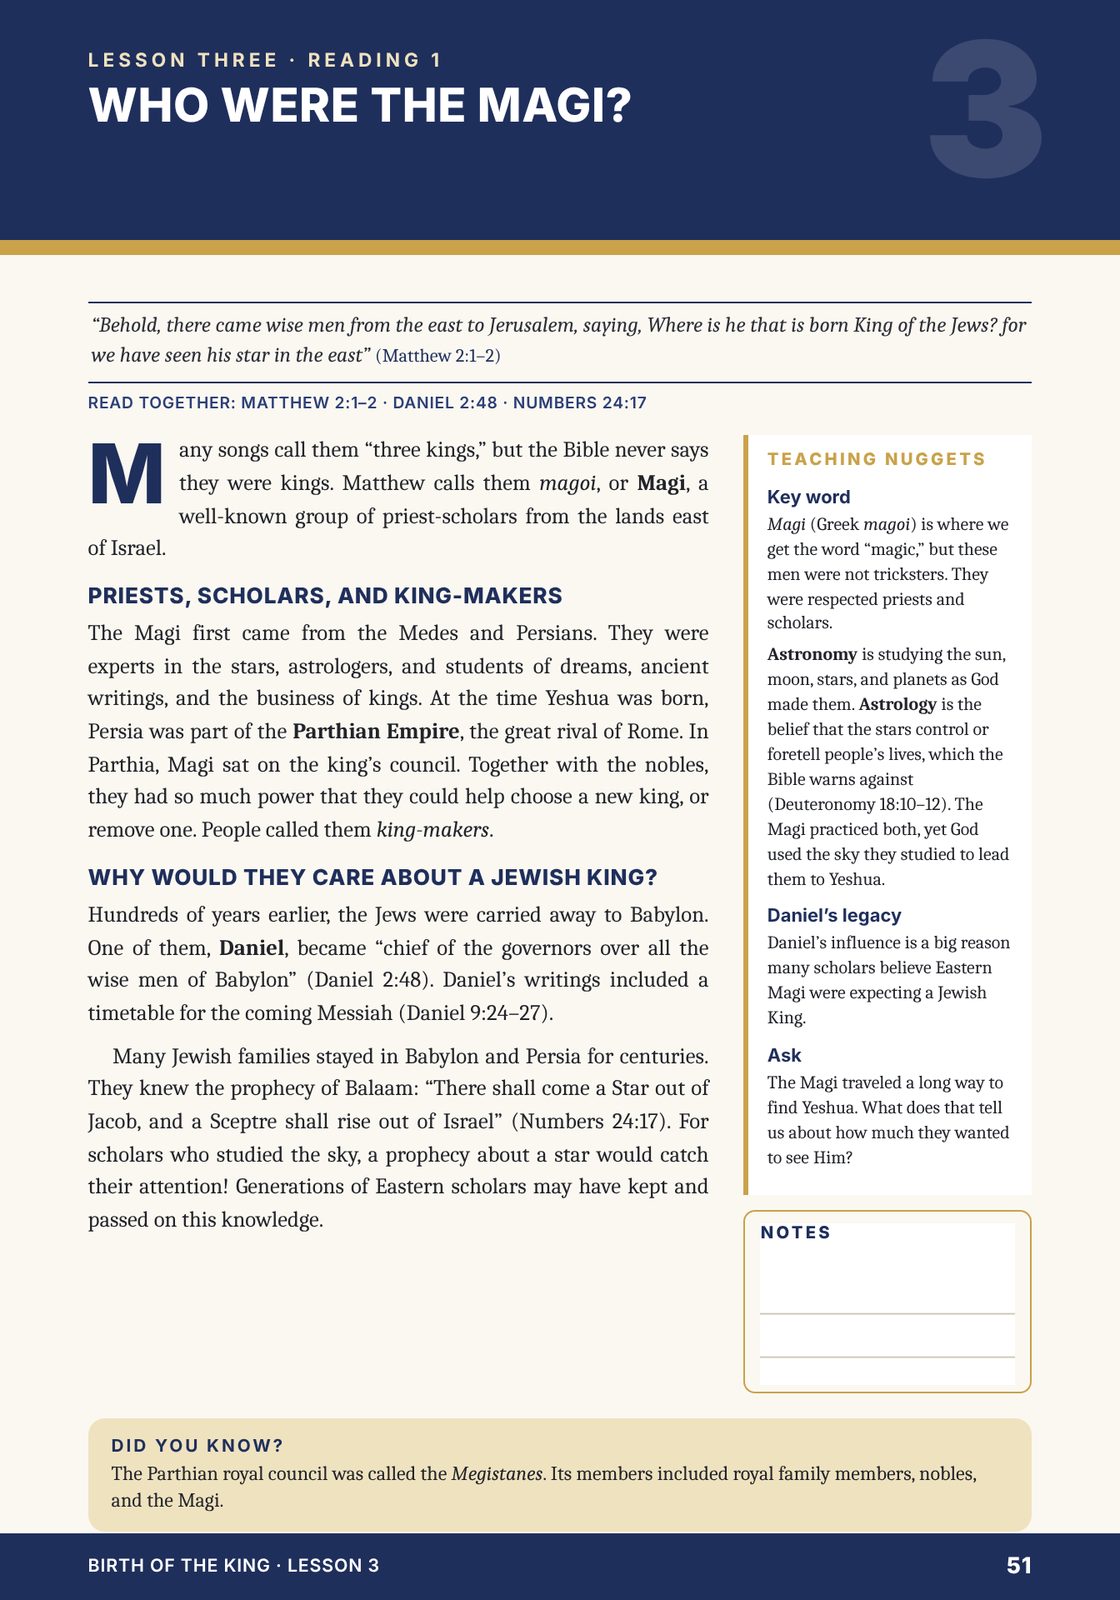 LESSON THREE · READING 1
WHO WERE THE MAGI?
3
“Behold, there came wise men from the east to Jerusalem, saying, Where is he that is born King of the Jews? for
we have seen his star in the east” (Matthew 2:1–2)
READ TOGETHER: MATTHEW 2:1–2 · DANIEL 2:48 · NUMBERS 24:17
Many songs call them “three kings,” but the Bible never says
they were kings. Matthew calls them magoi, or Magi, a
well-known group of priest-scholars from the lands east
of Israel.
PRIESTS, SCHOLARS, AND KING-MAKERS
The Magi first came from the Medes and Persians. They were
experts in the stars, astrologers, and students of dreams, ancient
writings, and the business of kings. At the time Yeshua was born,
Persia was part of the Parthian Empire, the great rival of Rome. In
Parthia, Magi sat on the king’s council. Together with the nobles,
they had so much power that they could help choose a new king, or
remove one. People called them king-makers.
WHY WOULD THEY CARE ABOUT A JEWISH KING?
Hundreds of years earlier, the Jews were carried away to Babylon.
One of them, Daniel, became “chief of the governors over all the
wise men of Babylon” (Daniel 2:48). Daniel’s writings included a
timetable for the coming Messiah (Daniel 9:24–27).
Many Jewish families stayed in Babylon and Persia for centuries.
They knew the prophecy of Balaam: “There shall come a Star out of
Jacob, and a Sceptre shall rise out of Israel” (Numbers 24:17). For
scholars who studied the sky, a prophecy about a star would catch
their attention! Generations of Eastern scholars may have kept and
passed on this knowledge.
TEACHING NUGGETS
Key word
Magi (Greek magoi) is where we
get the word “magic,” but these
men were not tricksters. They
were respected priests and
scholars.
Astronomy is studying the sun,
moon, stars, and planets as God
made them. Astrology is the
belief that the stars control or
foretell people’s lives, which the
Bible warns against
(Deuteronomy 18:10–12). The
Magi practiced both, yet God
used the sky they studied to lead
them to Yeshua.
Daniel’s legacy
Daniel’s influence is a big reason
many scholars believe Eastern
Magi were expecting a Jewish
King.
Ask
The Magi traveled a long way to
find Yeshua. What does that tell
us about how much they wanted
to see Him?
NOTES
DID YOU KNOW?
The Parthian royal council was called the Megistanes. Its members included royal family members, nobles,
and the Magi.
BIRTH OF THE KING · LESSON 3
51